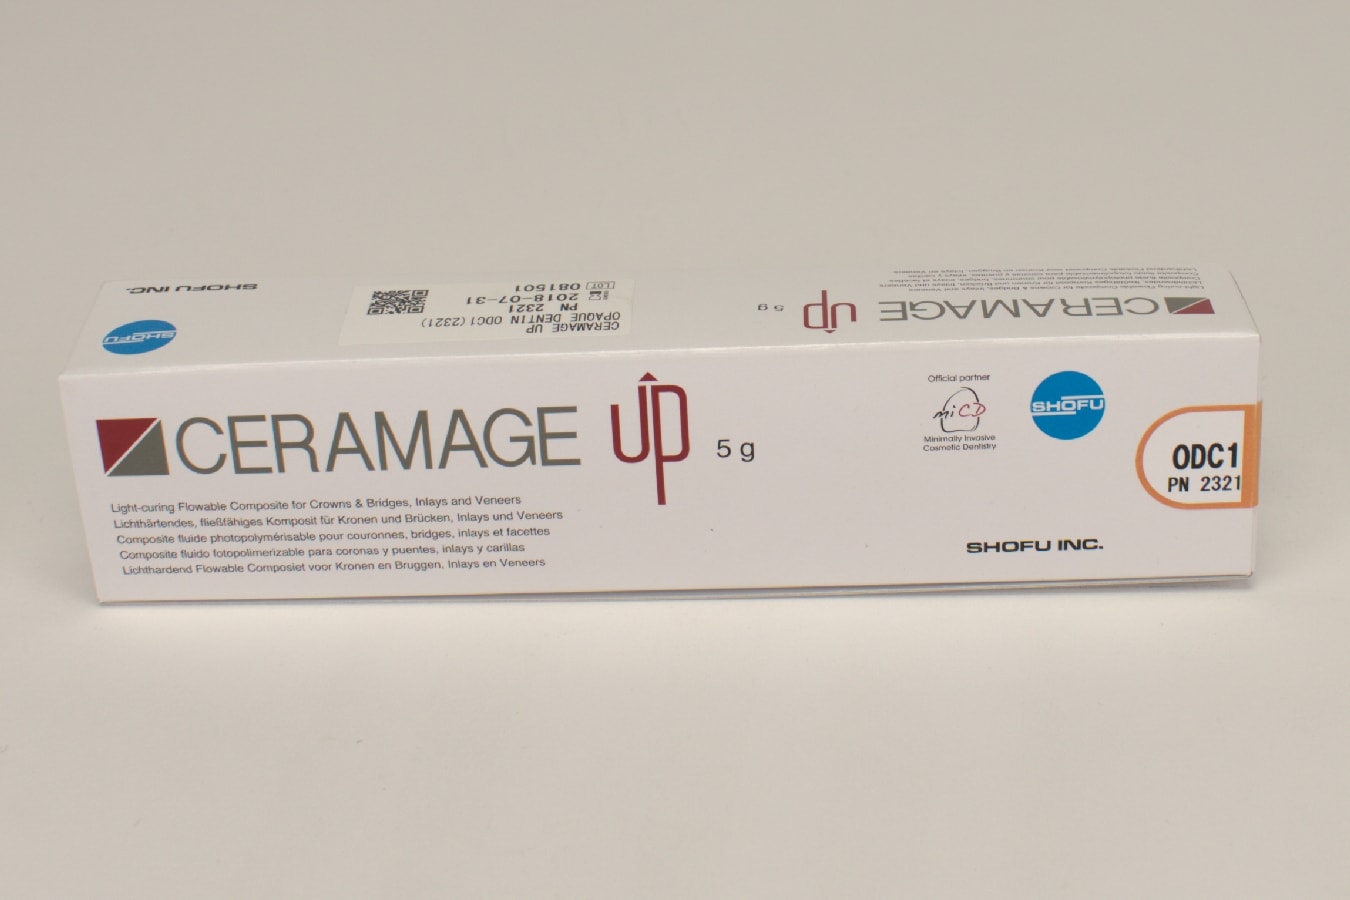 SHOFU INC.
SHOFU
CERAMAGE UP
OPAQUE DENTIN ODC1 (2321)
PN 2321
2018-07-31
LOT 081501
CERAMAGE UP 5 g
CERAMAGE UP 5 g
Light-curing Flowable Composite for Crowns & Bridges, Inlays and Veneers
Lichthärtendes, fließfähiges Komposit für Kronen und Brücken, Inlays und Veneers
Composite fluide photopolymérisable pour couronnes, bridges, inlays et facettes
Composite fluido fotopolimerizable para coronas y puentes, inlays y carillas
Lichthardend Flowable Composiet voor Kronen en Bruggen, Inlays en Veneers
Official partner
miCD
Minimally Invasive
Cosmetic Dentistry
SHOFU
ODC1
PN 2321
SHOFU INC.